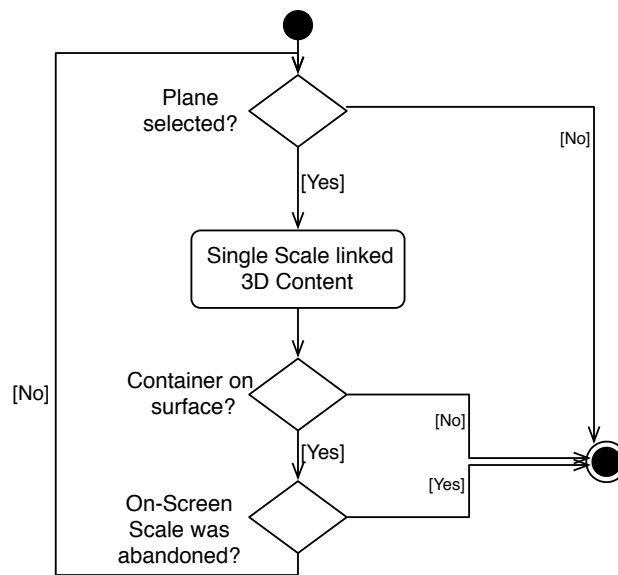 Plane
selected?
[No]
[Yes]
Single Scale linked
3D Content
[No]
Container on
surface?
[No]
[Yes]
[Yes]
On-Screen
Scale was
abandoned?